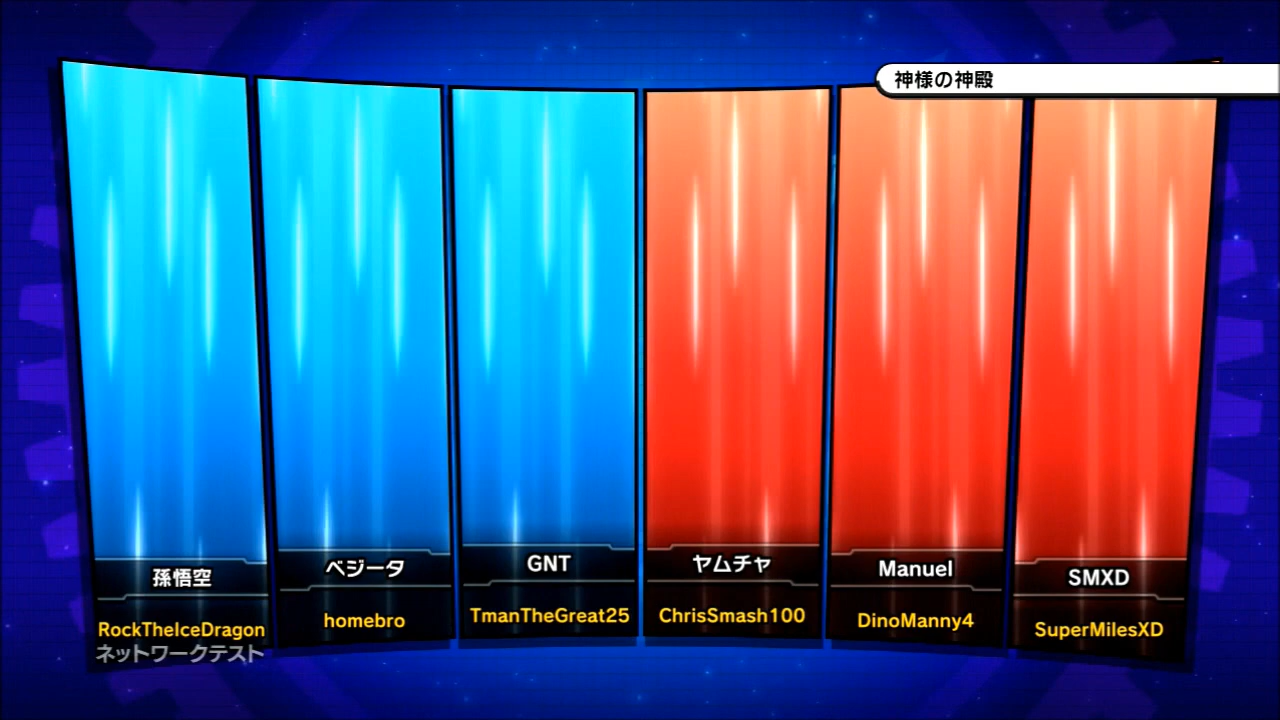 神様の神殿
孫悟空
RockTheIceDragon
ベジータ
homebro
GNT
TmanTheGreat25
ヤムチャ
ChrisSmash100
Manuel
DinoManny4
SMXD
SuperMilesXD
ネットワークテスト